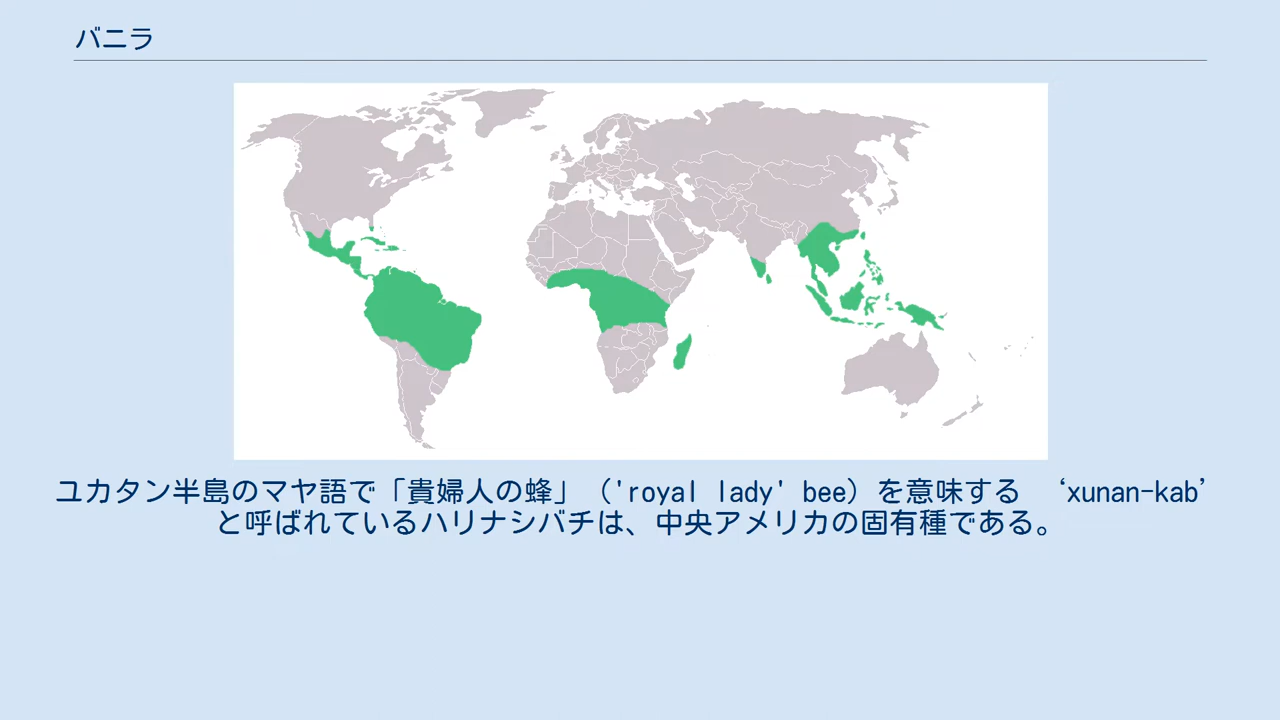 バニラ
ユカタン半島のマヤ語で「貴婦人の蜂」（'royal lady' bee）を意味する　‘xunan-kab’
と呼ばれているハリナシバチは、中央アメリカの固有種である。